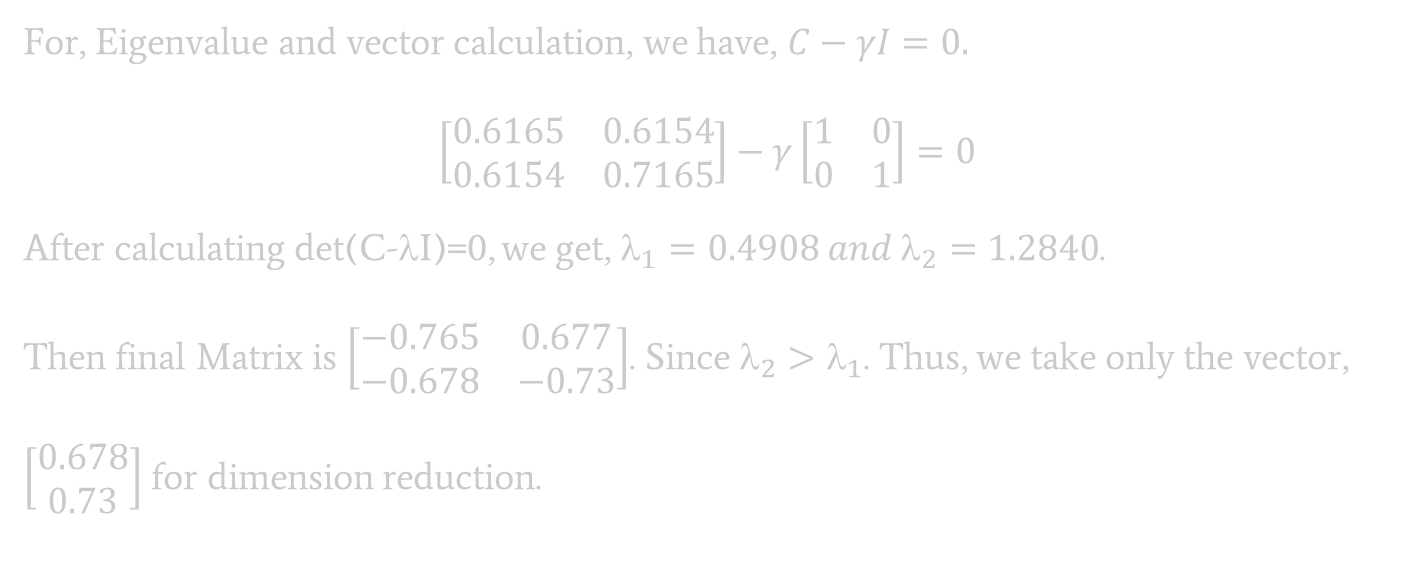 For, Eigenvalue and vector calculation, we have, C − γI = 0.
[0.6165 0.6154; 0.6154 0.7165] − γ [1 0; 0 1] = 0
After calculating det(C-λI)=0, we get, λ₁ = 0.4908 and λ₂ = 1.2840.
Then final Matrix is [−0.765 0.677; −0.678 −0.73]. Since λ₂ > λ₁. Thus, we take only the vector,
[0.678; 0.73] for dimension reduction.